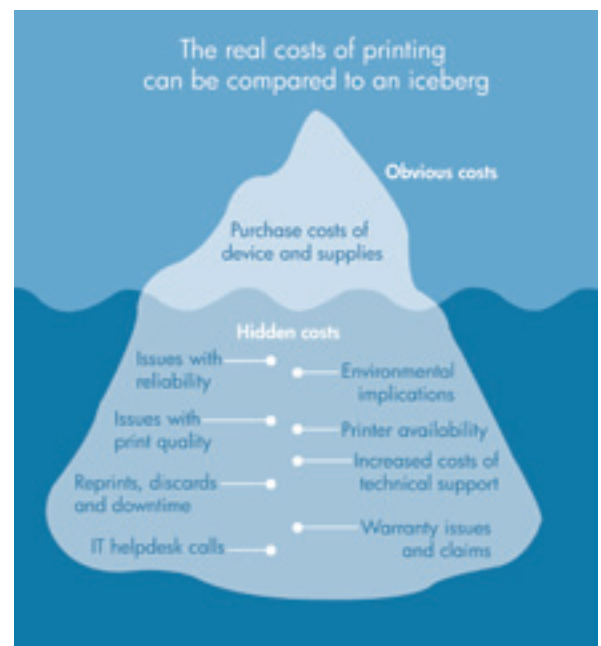 The real costs of printing
can be compared to an iceberg
Obvious costs
Purchase costs of
device and supplies
Hidden costs
Issues with
reliability
Environmental
implications
Issues with
print quality
Printer availability
Increased costs of
technical support
Reprints, discards
and downtime
Warranty issues
and claims
IT helpdesk calls